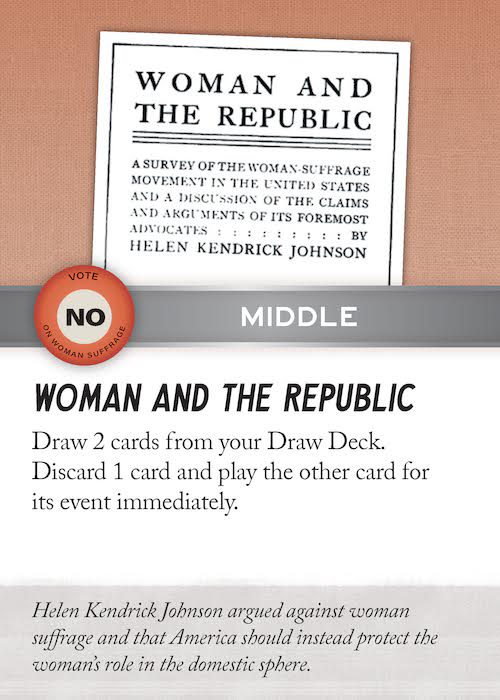 WOMAN AND
THE REPUBLIC
A SURVEY OF THE WOMAN-SUFFRAGE
MOVEMENT IN THE UNITED STATES
AND A DISCUSSION OF THE CLAIMS
AND ARGUMENTS OF ITS FOREMOST
ADVOCATES : : : : : : : : : BY
HELEN KENDRICK JOHNSON
VOTE
NO
ON WOMAN SUFFRAGE
MIDDLE
WOMAN AND THE REPUBLIC
Draw 2 cards from your Draw Deck.
Discard 1 card and play the other card for
its event immediately.
Helen Kendrick Johnson argued against woman
suffrage and that America should instead protect the
woman's role in the domestic sphere.